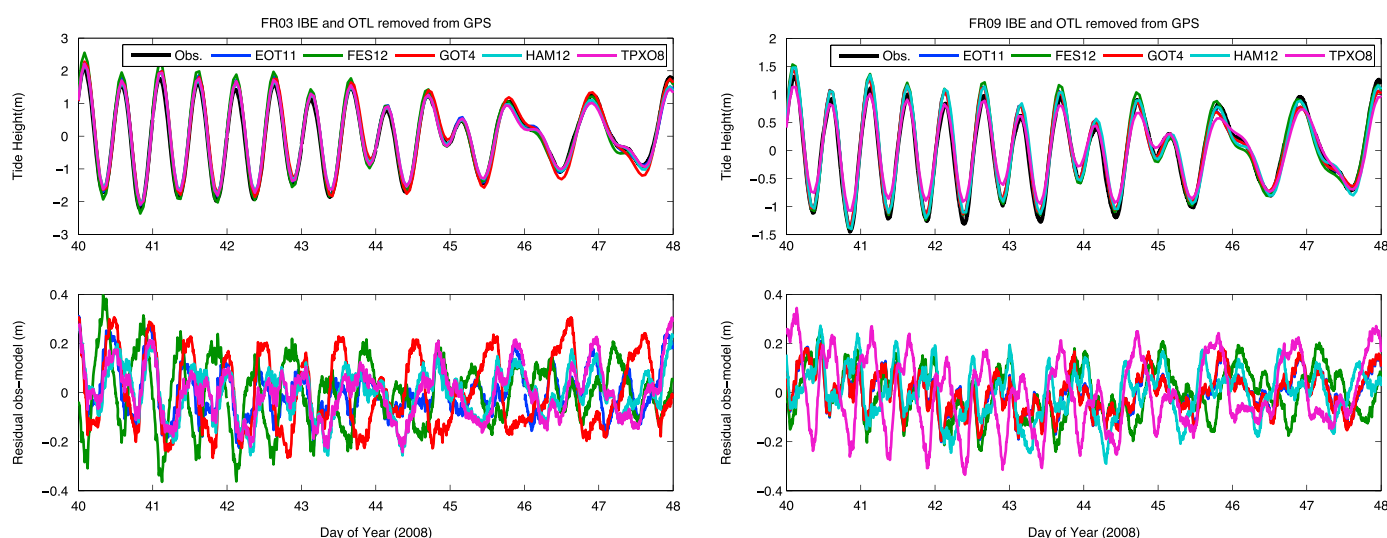 FR03 IBE and OTL removed from GPS
Tide Height(m)
3
2
1
0
−1
−2
−3
Obs. EOT11 FES12 GOT4 HAM12 TPXO8
40 41 42 43 44 45 46 47 48
Residual obs−model (m)
0.4
0.2
0
−0.2
−0.4
40 41 42 43 44 45 46 47 48
Day of Year (2008)
FR09 IBE and OTL removed from GPS
Tide Height(m)
2
1.5
1
0.5
0
−0.5
−1
−1.5
Obs. EOT11 FES12 GOT4 HAM12 TPXO8
40 41 42 43 44 45 46 47 48
Residual obs−model (m)
0.4
0.2
0
−0.2
−0.4
40 41 42 43 44 45 46 47 48
Day of Year (2008)